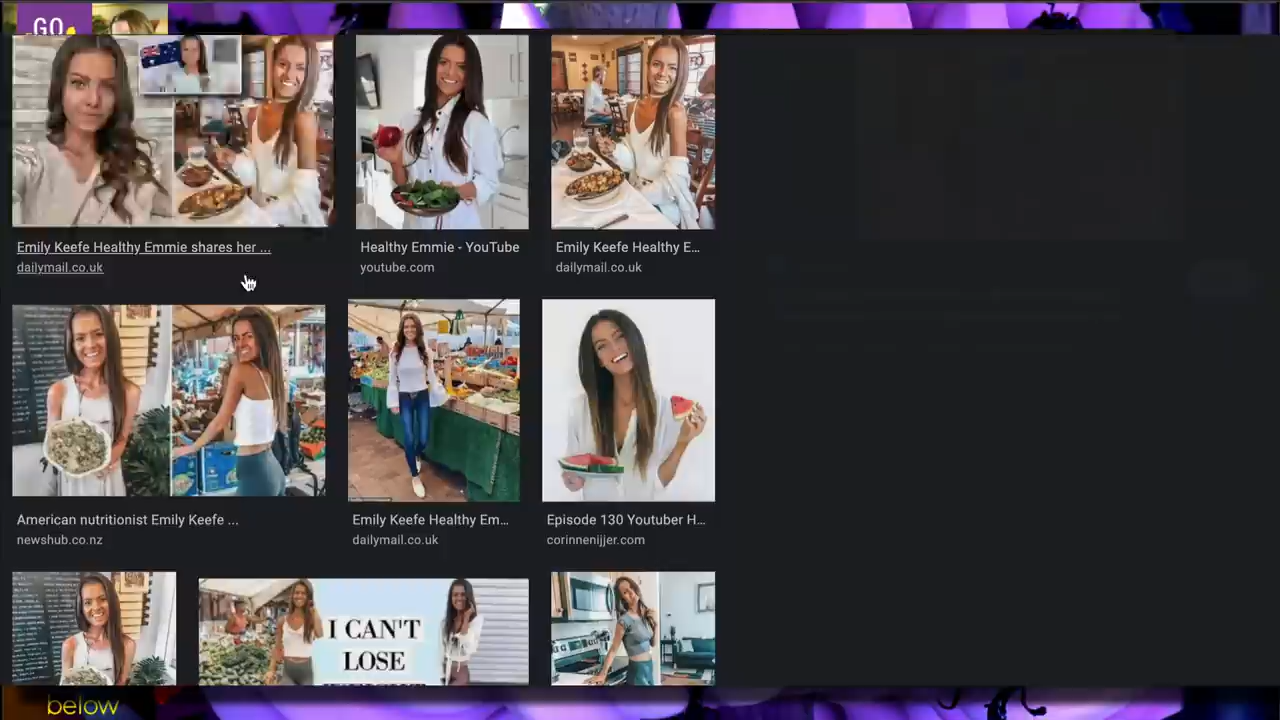 GO
Emily Keefe Healthy Emmie shares her ...
dailymail.co.uk
Healthy Emmie - YouTube
youtube.com
Emily Keefe Healthy E...
dailymail.co.uk
American nutritionist Emily Keefe ...
newshub.co.nz
Emily Keefe Healthy Em...
dailymail.co.uk
Episode 130 Youtuber H...
corinnenijjer.com
I CAN'T
LOSE
below